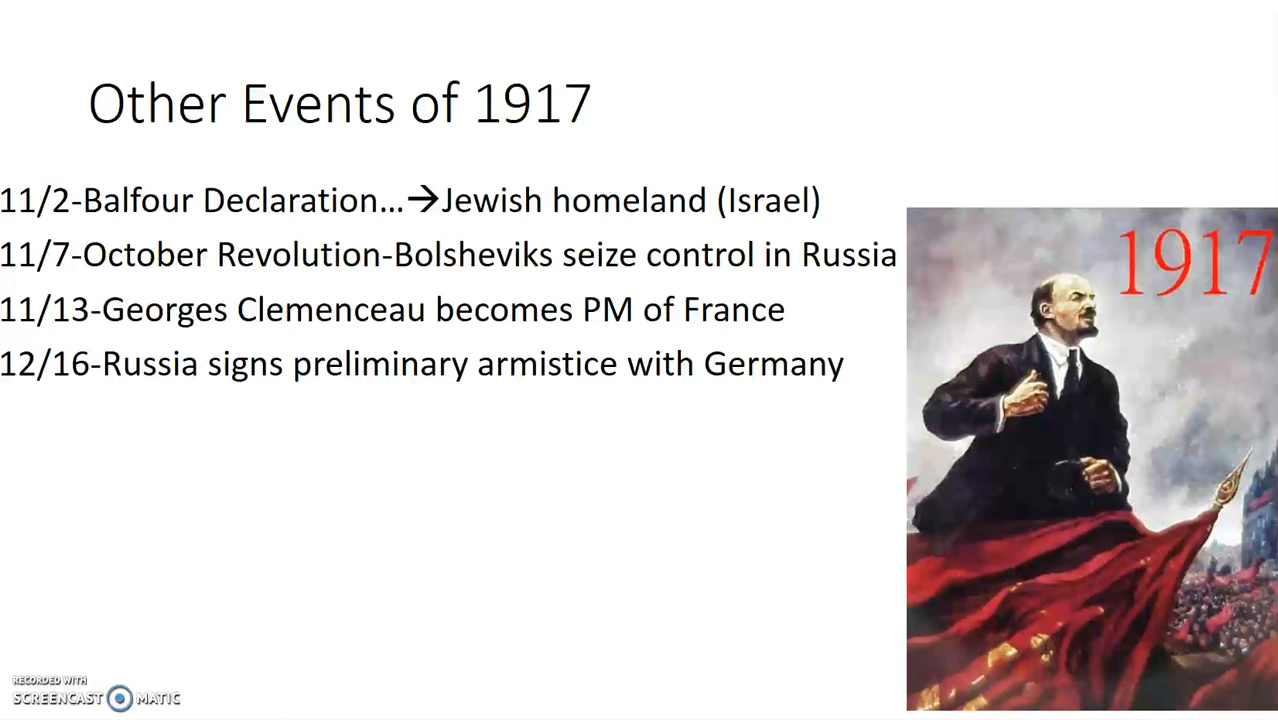 Other Events of 1917
11/2-Balfour Declaration…→Jewish homeland (Israel)
11/7-October Revolution-Bolsheviks seize control in Russia
11/13-Georges Clemenceau becomes PM of France
12/16-Russia signs preliminary armistice with Germany
1917
RECORDED WITH
SCREENCAST MATIC